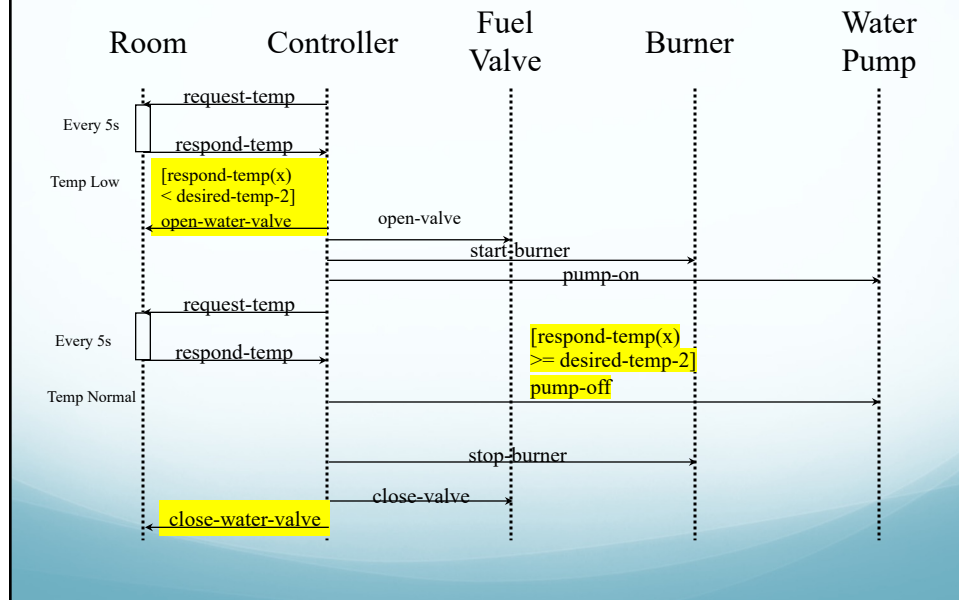 Room
Controller
Fuel
Valve
Burner
Water
Pump
request-temp
Every 5s
respond-temp
Temp Low
[respond-temp(x)
< desired-temp-2]
open-water-valve
open-valve
start-burner
pump-on
request-temp
Every 5s
respond-temp
[respond-temp(x)
>= desired-temp-2]
pump-off
Temp Normal
stop-burner
close-valve
close-water-valve